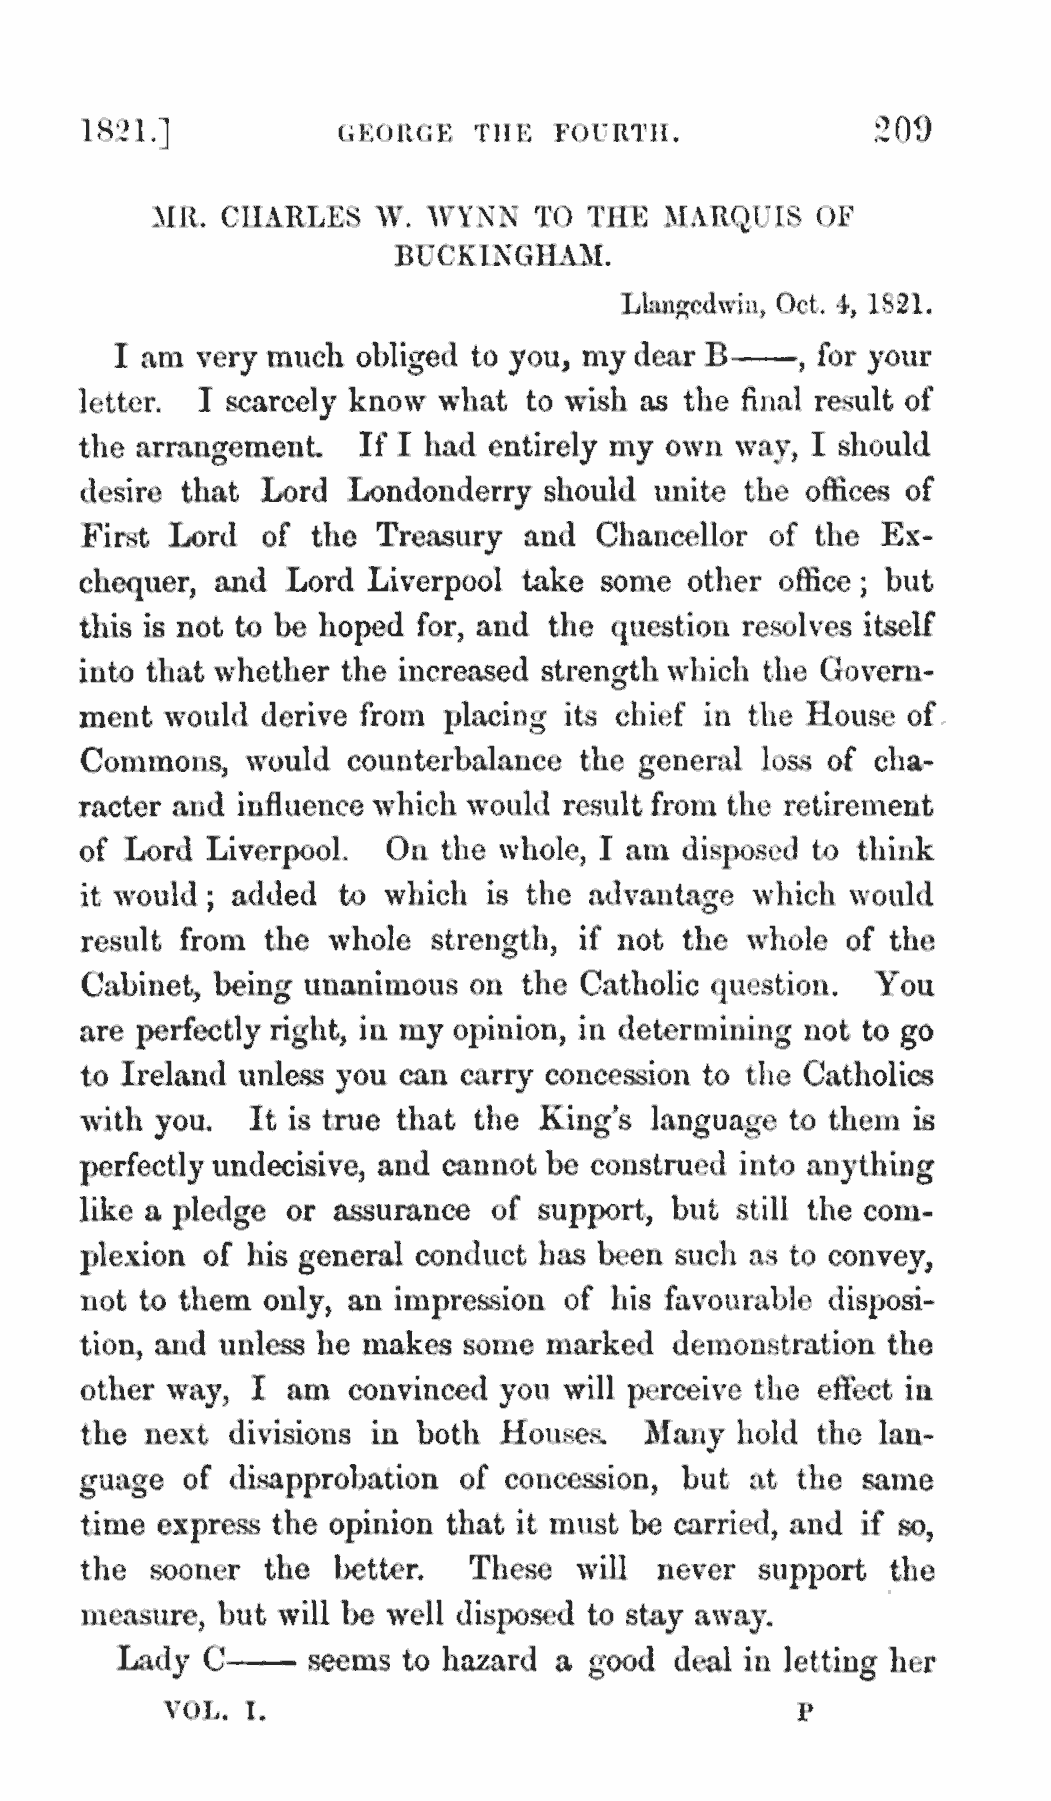 1821.] GEORGE THE FOURTH. 209
MR. CHARLES W. WYNN TO THE MARQUIS OF
BUCKINGHAM.
Llangedwin, Oct. 4, 1821.
I am very much obliged to you, my dear B——, for your
letter. I scarcely know what to wish as the final result of
the arrangement. If I had entirely my own way, I should
desire that Lord Londonderry should unite the offices of
First Lord of the Treasury and Chancellor of the Ex-
chequer, and Lord Liverpool take some other office; but
this is not to be hoped for, and the question resolves itself
into that whether the increased strength which the Govern-
ment would derive from placing its chief in the House of
Commons, would counterbalance the general loss of cha-
racter and influence which would result from the retirement
of Lord Liverpool. On the whole, I am disposed to think
it would; added to which is the advantage which would
result from the whole strength, if not the whole of the
Cabinet, being unanimous on the Catholic question. You
are perfectly right, in my opinion, in determining not to go
to Ireland unless you can carry concession to the Catholics
with you. It is true that the King's language to them is
perfectly undecisive, and cannot be construed into anything
like a pledge or assurance of support, but still the com-
plexion of his general conduct has been such as to convey,
not to them only, an impression of his favourable disposi-
tion, and unless he makes some marked demonstration the
other way, I am convinced you will perceive the effect in
the next divisions in both Houses. Many hold the lan-
guage of disapprobation of concession, but at the same
time express the opinion that it must be carried, and if so,
the sooner the better. These will never support the
measure, but will be well disposed to stay away.
Lady C—— seems to hazard a good deal in letting her
VOL. I. P